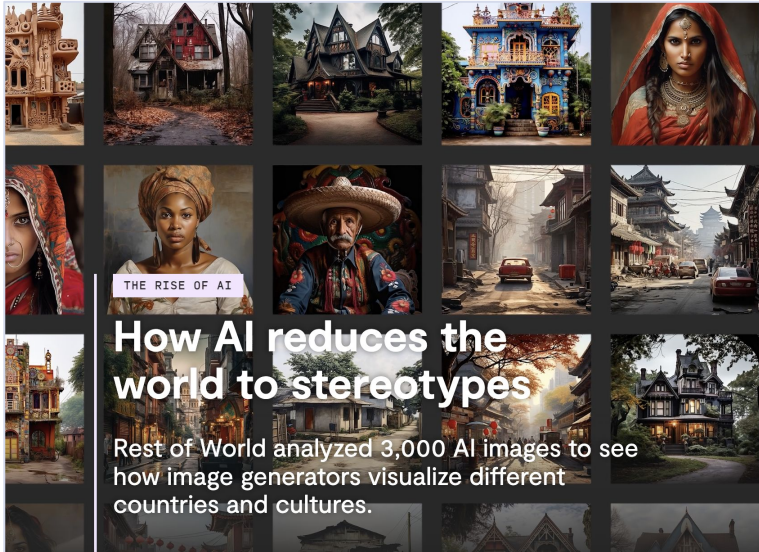 THE RISE OF AI
How AI reduces the
world to stereotypes
Rest of World analyzed 3,000 AI images to see
how image generators visualize different
countries and cultures.